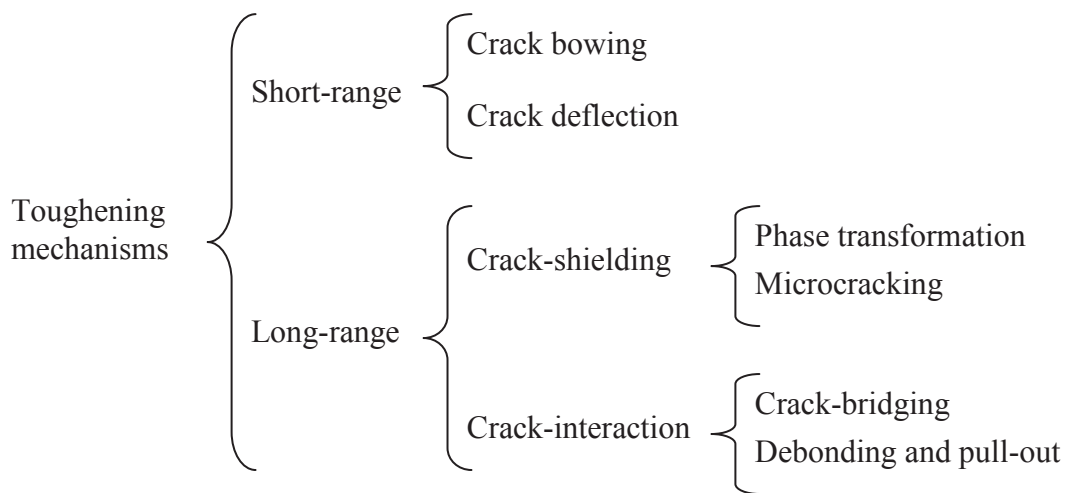 Toughening
mechanisms
Short-range
Crack bowing
Crack deflection
Long-range
Crack-shielding
Phase transformation
Microcracking
Crack-interaction
Crack-bridging
Debonding and pull-out